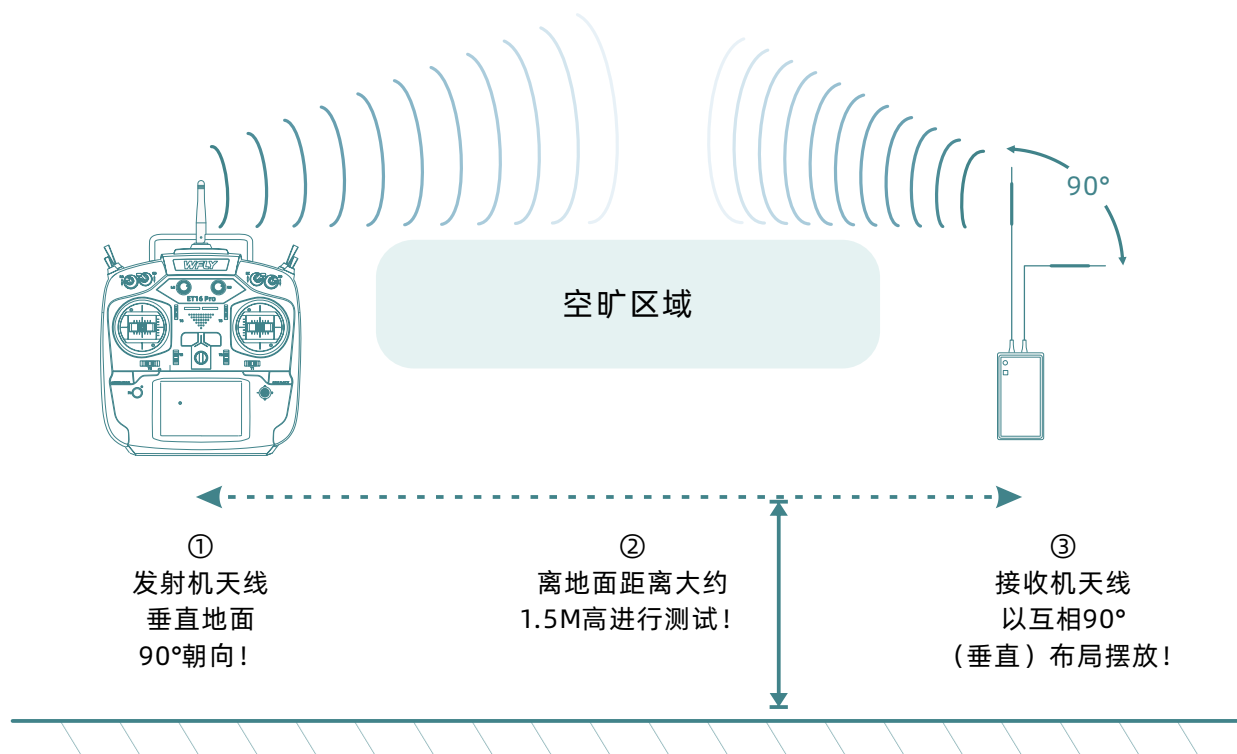 90°
WFLY
ET16 Pro
空旷区域
①
发射机天线
垂直地面
90°朝向！
②
离地面距离大约
1.5M高进行测试！
③
接收机天线
以互相90°
（垂直）布局摆放！